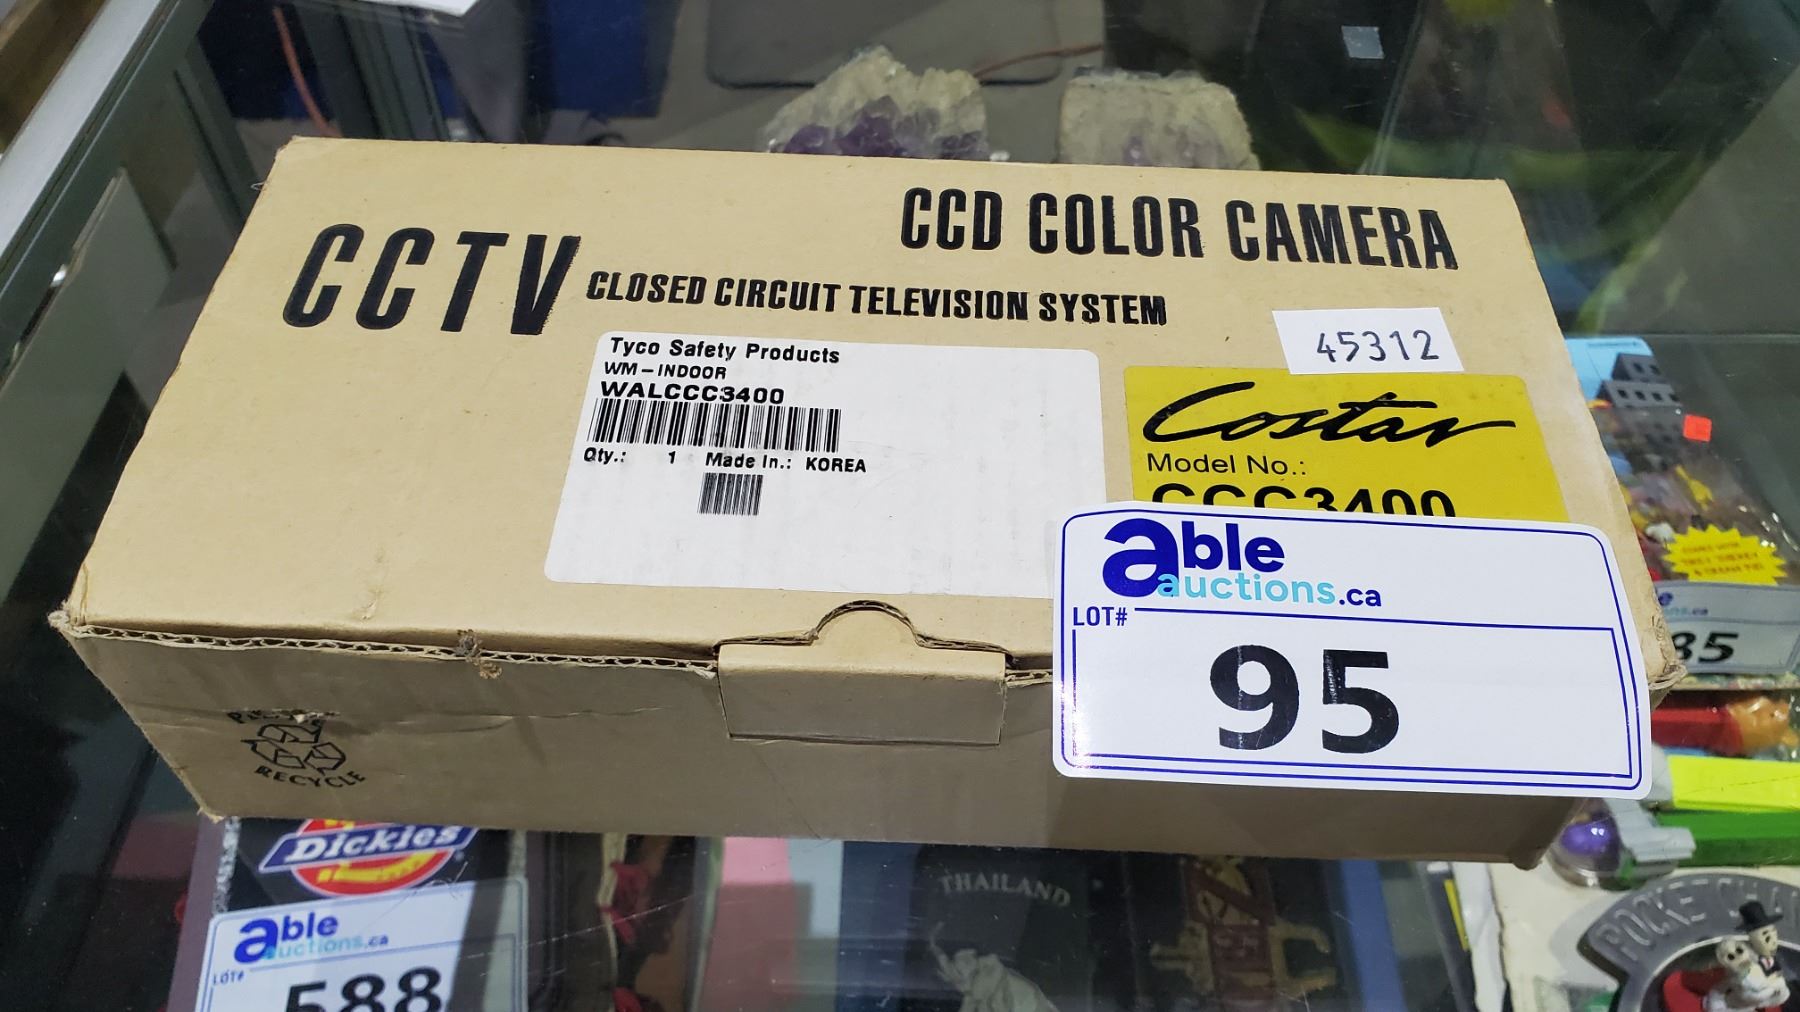 CCD COLOR CAMERA
CCTV CLOSED CIRCUIT TELEVISION SYSTEM
45312
Tyco Safety Products
WM-INDOOR
WALCCC3400
Qty.: 1 Made In.: KOREA
Costar
Model No.:
CCC3400
able
auctions.ca
LOT#
95
RECYCLE
85
Dickies
able
auctions.ca
LOT#
588
THAILAND